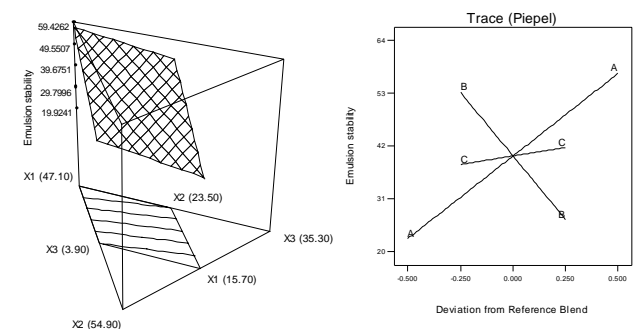 59.4262
49.5507
39.6751
29.7996
19.9241
Emulsion stability
X1 (47.10)
X2 (23.50)
X3 (3.90)
X3 (35.30)
X1 (15.70)
X2 (54.90)
Trace (Piepel)
Emulsion stability
64
53
42
31
20
A
B
C
C
B
A
-0.500
-0.250
0.000
0.250
0.500
Deviation from Reference Blend